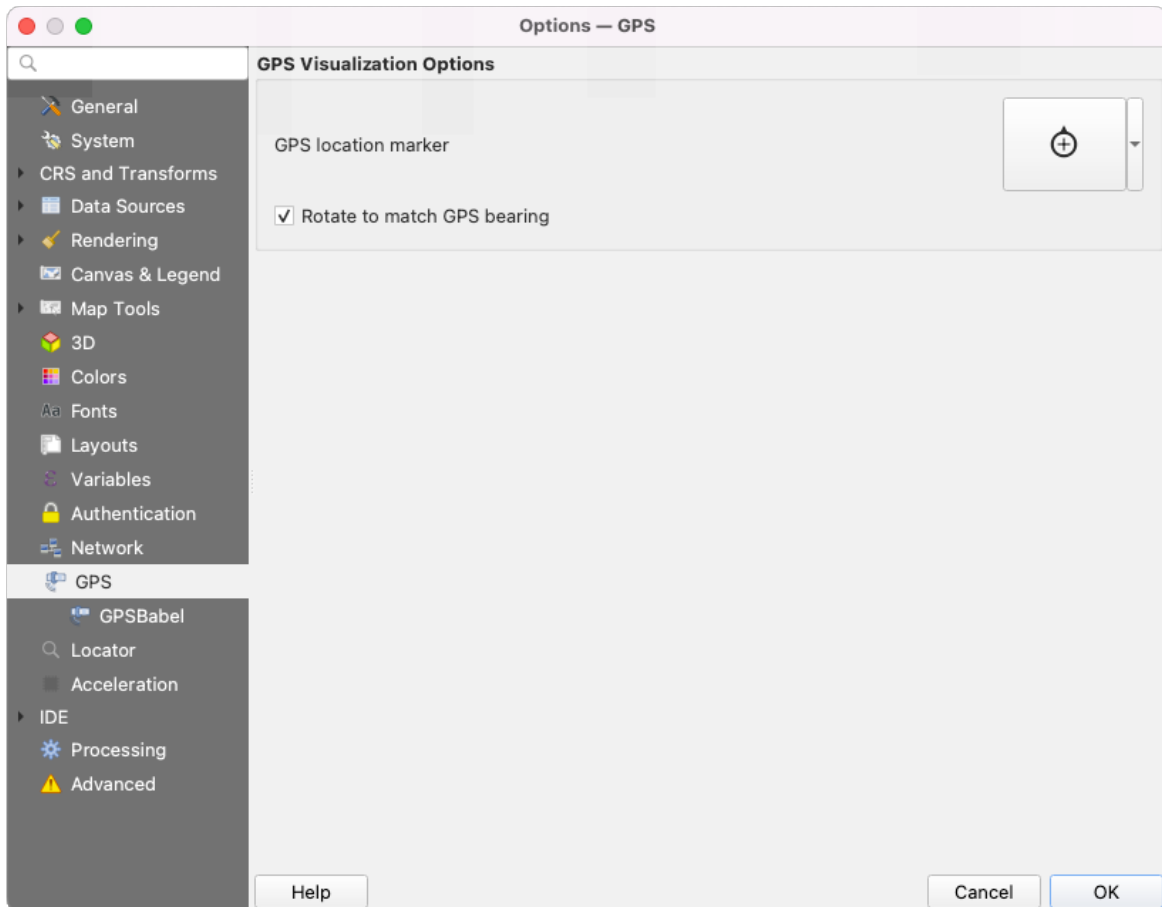 Options — GPS
General
System
CRS and Transforms
Data Sources
Rendering
Canvas & Legend
Map Tools
3D
Colors
Aa Fonts
Layouts
Variables
Authentication
Network
GPS
GPSBabel
Locator
Acceleration
IDE
Processing
Advanced
GPS Visualization Options
GPS location marker
Rotate to match GPS bearing
Help
Cancel
OK